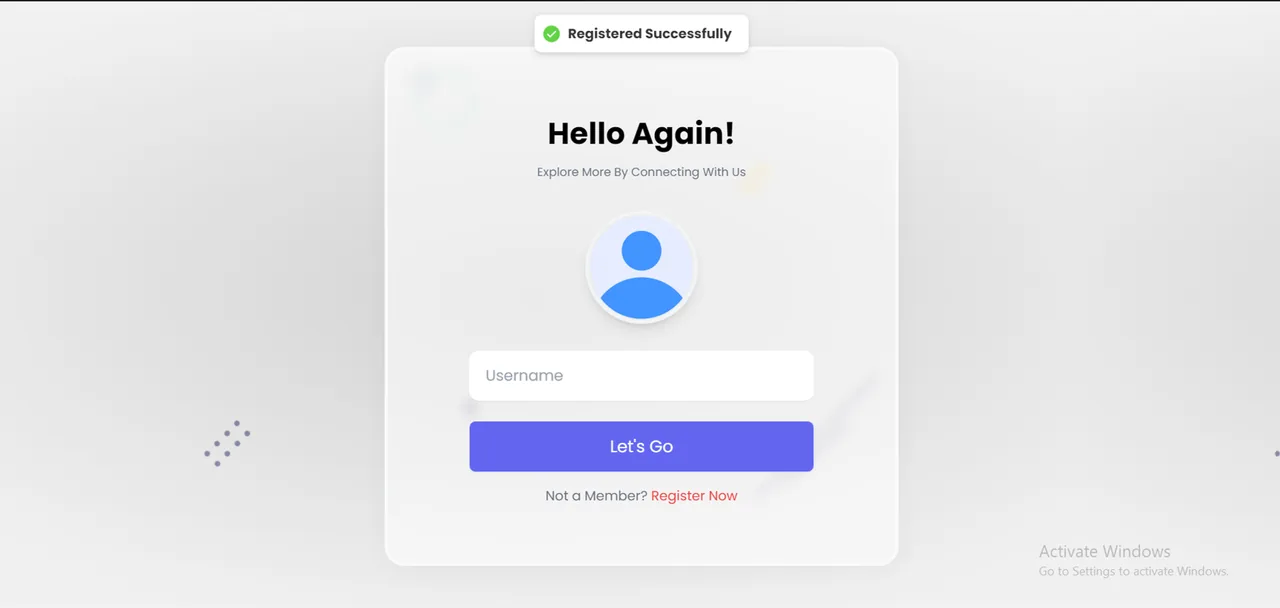 Registered Successfully
Hello Again!
Explore More By Connecting With Us
Username
Let's Go
Not a Member? Register Now
Activate Windows
Go to Settings to activate Windows.